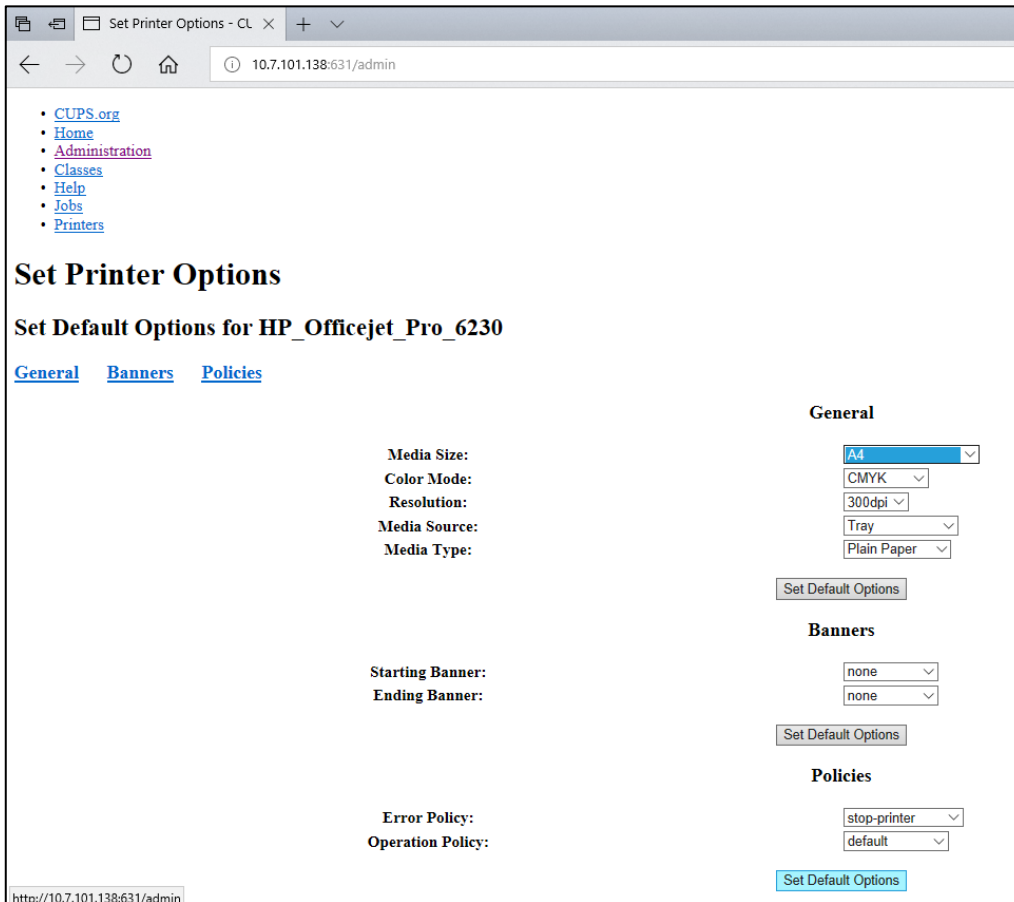 Set Printer Options - CL
10.7.101.138:631/admin
CUPS.org
Home
Administration
Classes
Help
Jobs
Printers
Set Printer Options
Set Default Options for HP_Officejet_Pro_6230
General Banners Policies
General
Media Size: A4
Color Mode: CMYK
Resolution: 300dpi
Media Source: Tray
Media Type: Plain Paper
Set Default Options
Banners
Starting Banner: none
Ending Banner: none
Set Default Options
Policies
Error Policy: stop-printer
Operation Policy: default
Set Default Options
http://10.7.101.138:631/admin